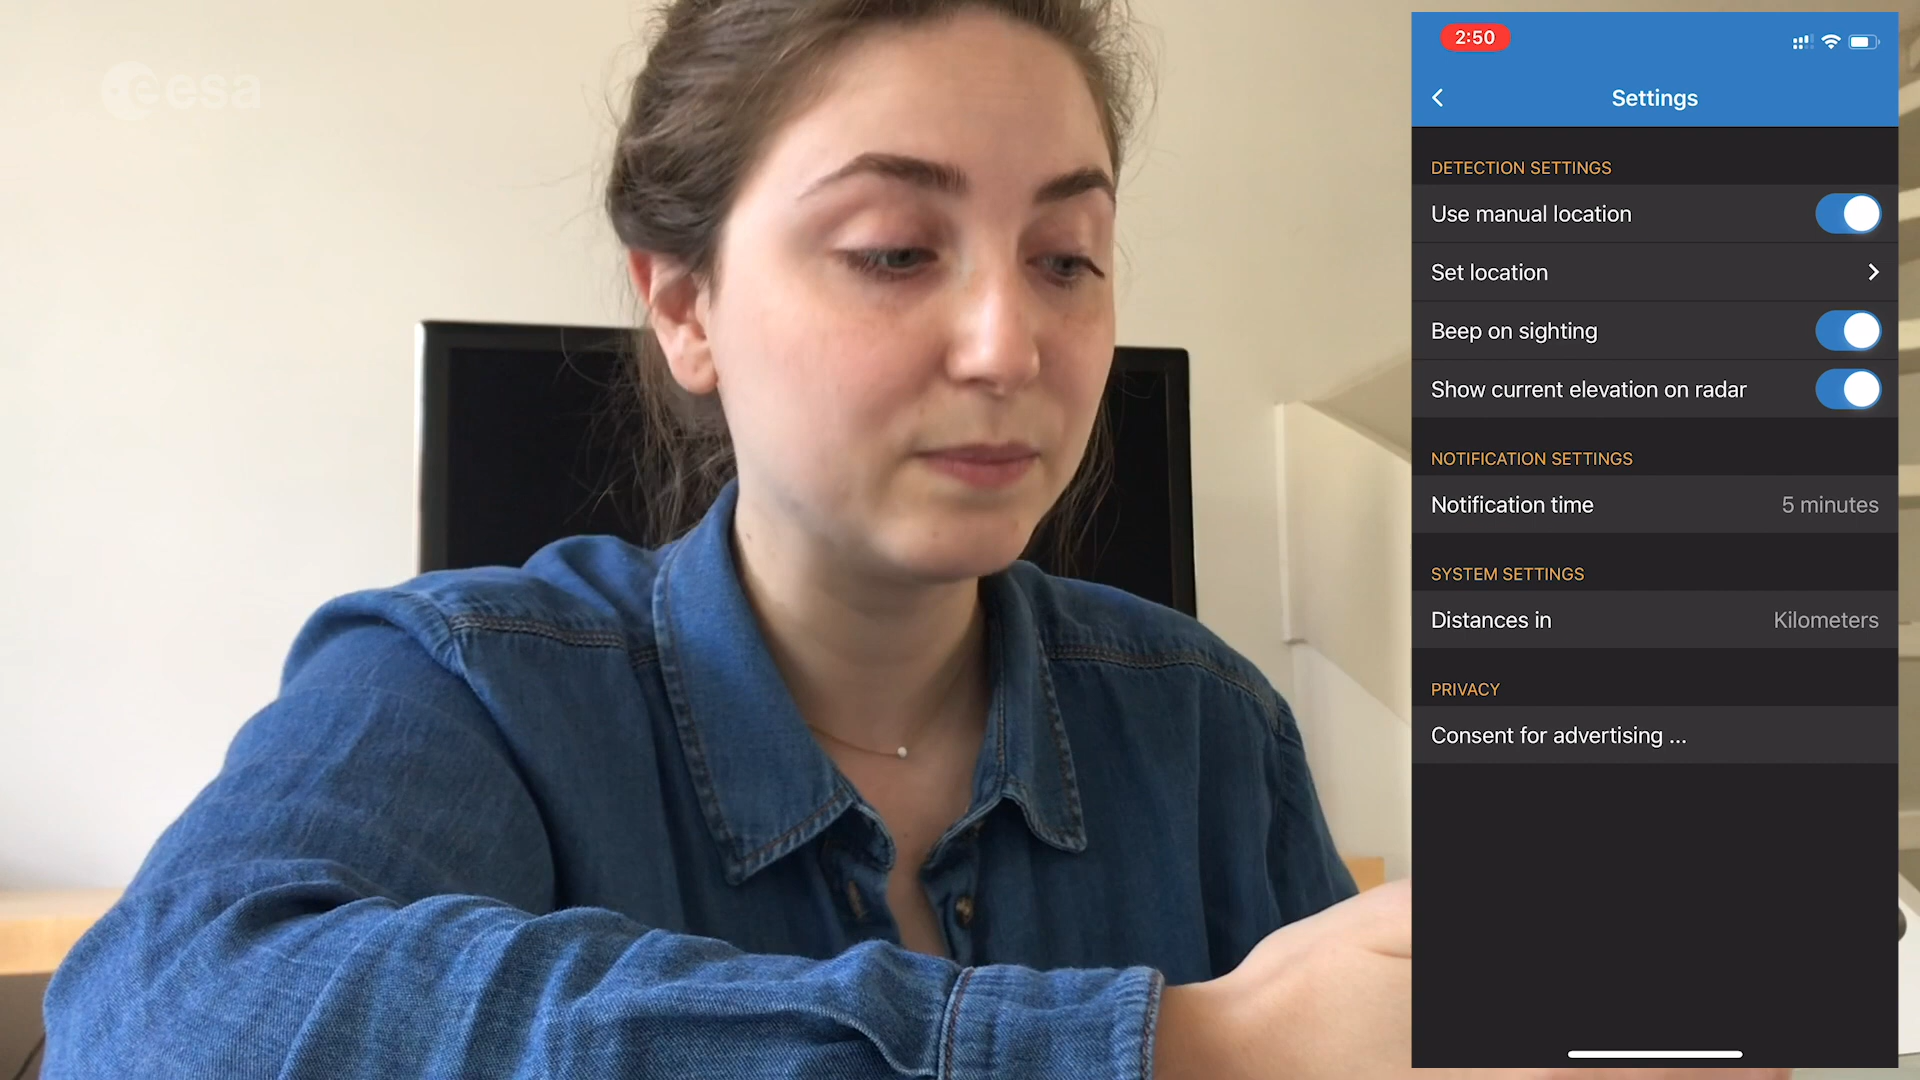 esa
2:50
Settings
DETECTION SETTINGS
Use manual location
Set location
Beep on sighting
Show current elevation on radar
NOTIFICATION SETTINGS
Notification time 5 minutes
SYSTEM SETTINGS
Distances in Kilometers
PRIVACY
Consent for advertising ...